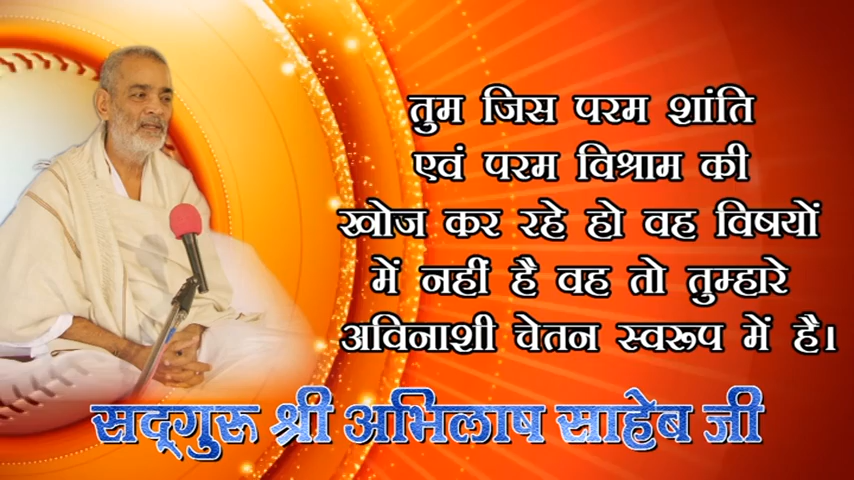 तुम जिस परम शांति
एवं परम विश्राम की
खोज कर रहे हो वह विषयों
में नहीं है वह तो तुम्हारे
अविनाशी चेतन स्वरूप में है।
सद्गुरु श्री अभिलाष साहेब जी